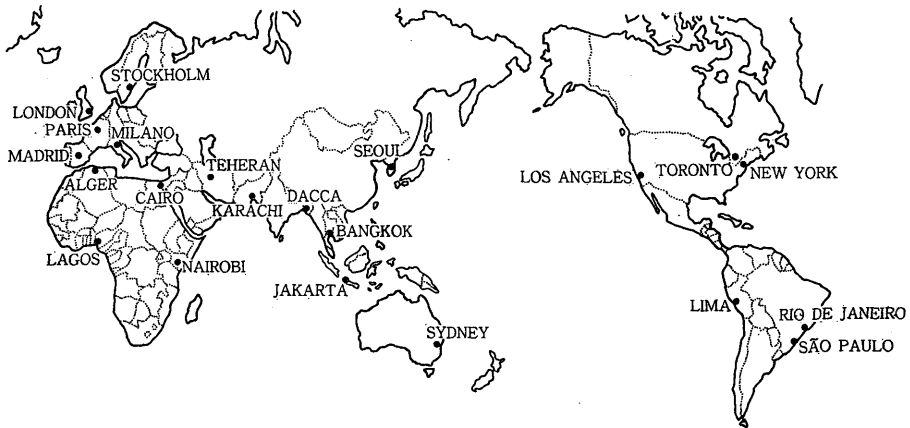 STOCKHOLM
LONDON
PARIS
MILANO
MADRID
ALGER
CAIRO
TEHERAN
KARACHI
DACCA
SEOUL
BANGKOK
LAGOS
NAIROBI
JAKARTA
SYDNEY
LOS ANGELES
TORONTO
NEW YORK
LIMA
RIO DE JANEIRO
SÃO PAULO